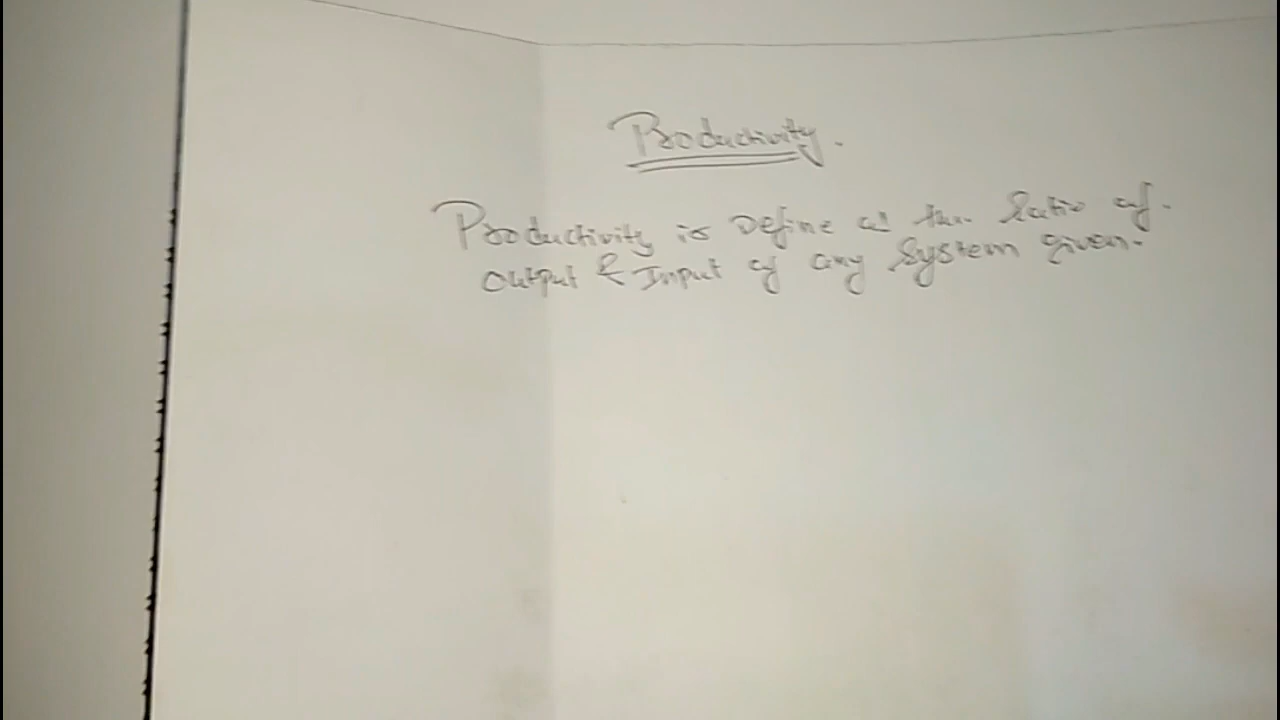 Productivity.
Productivity is Define as the Ratio of.
Output & Input of any System given.